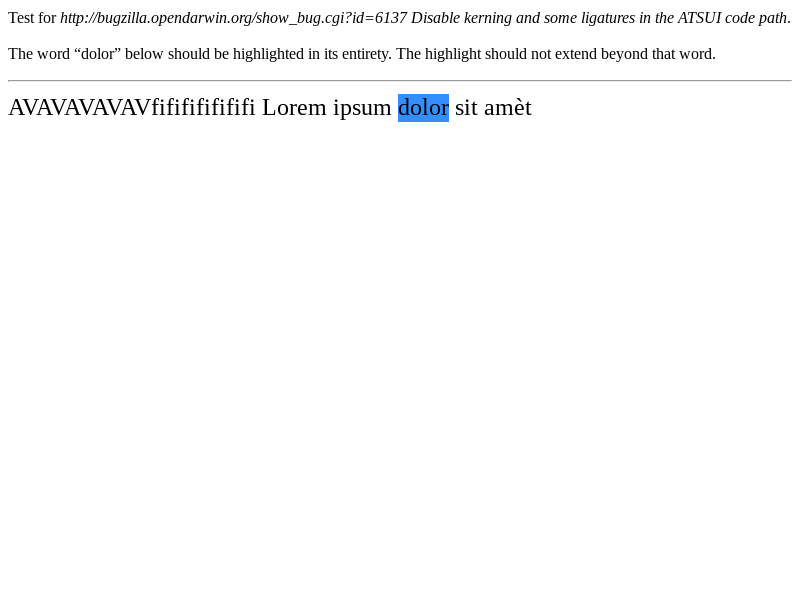 Test for http://bugzilla.opendarwin.org/show_bug.cgi?id=6137 Disable kerning and some ligatures in the ATSUI code path.
The word “dolor” below should be highlighted in its entirety. The highlight should not extend beyond that word.
AVAVAVAVAVfifififififififi Lorem ipsum dolor sit amèt